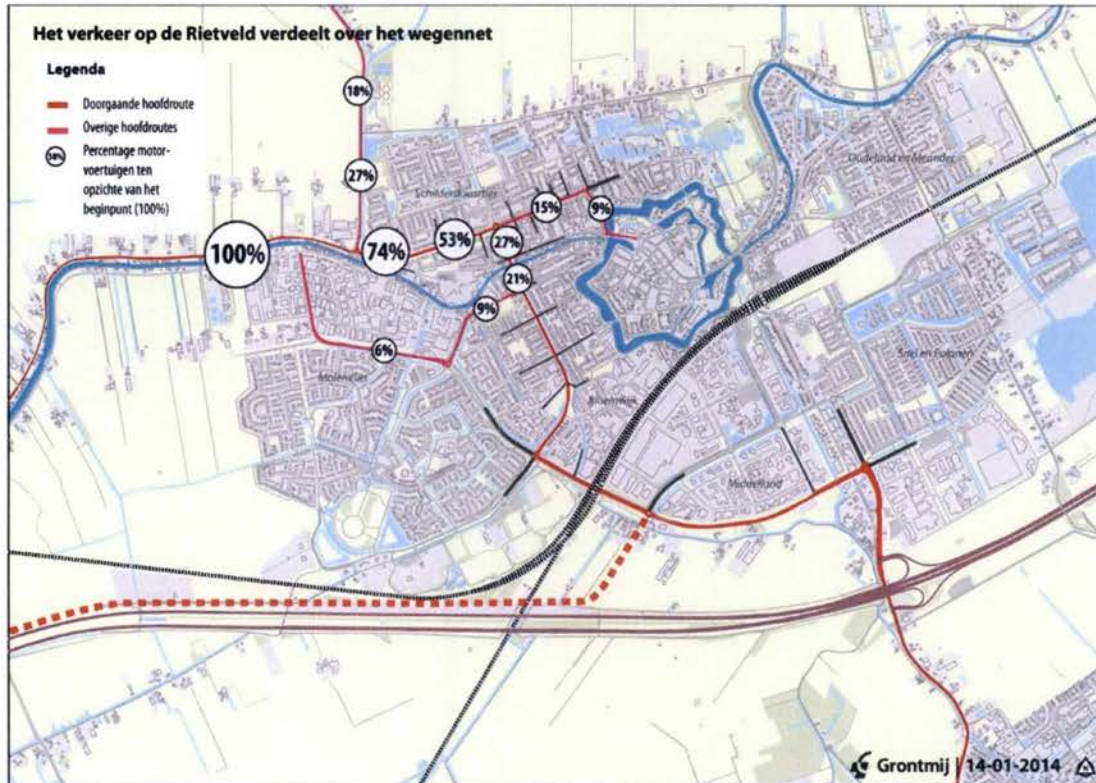 Het verkeer op de Rietveld verdeelt over het wegennet
Legenda
Doorgaande hoofdroute
Overige hoofdroutes
Percentage motor-
voertuigen ten
opzichte van het
beginpunt (100%)
18%
27%
Schilderskwartier
Oudeland en Meander
15%
9%
53%
27%
74%
100%
21%
9%
6%
Molenvliet
Snel en Polanen
Middelland
Grontmij | 14-01-2014